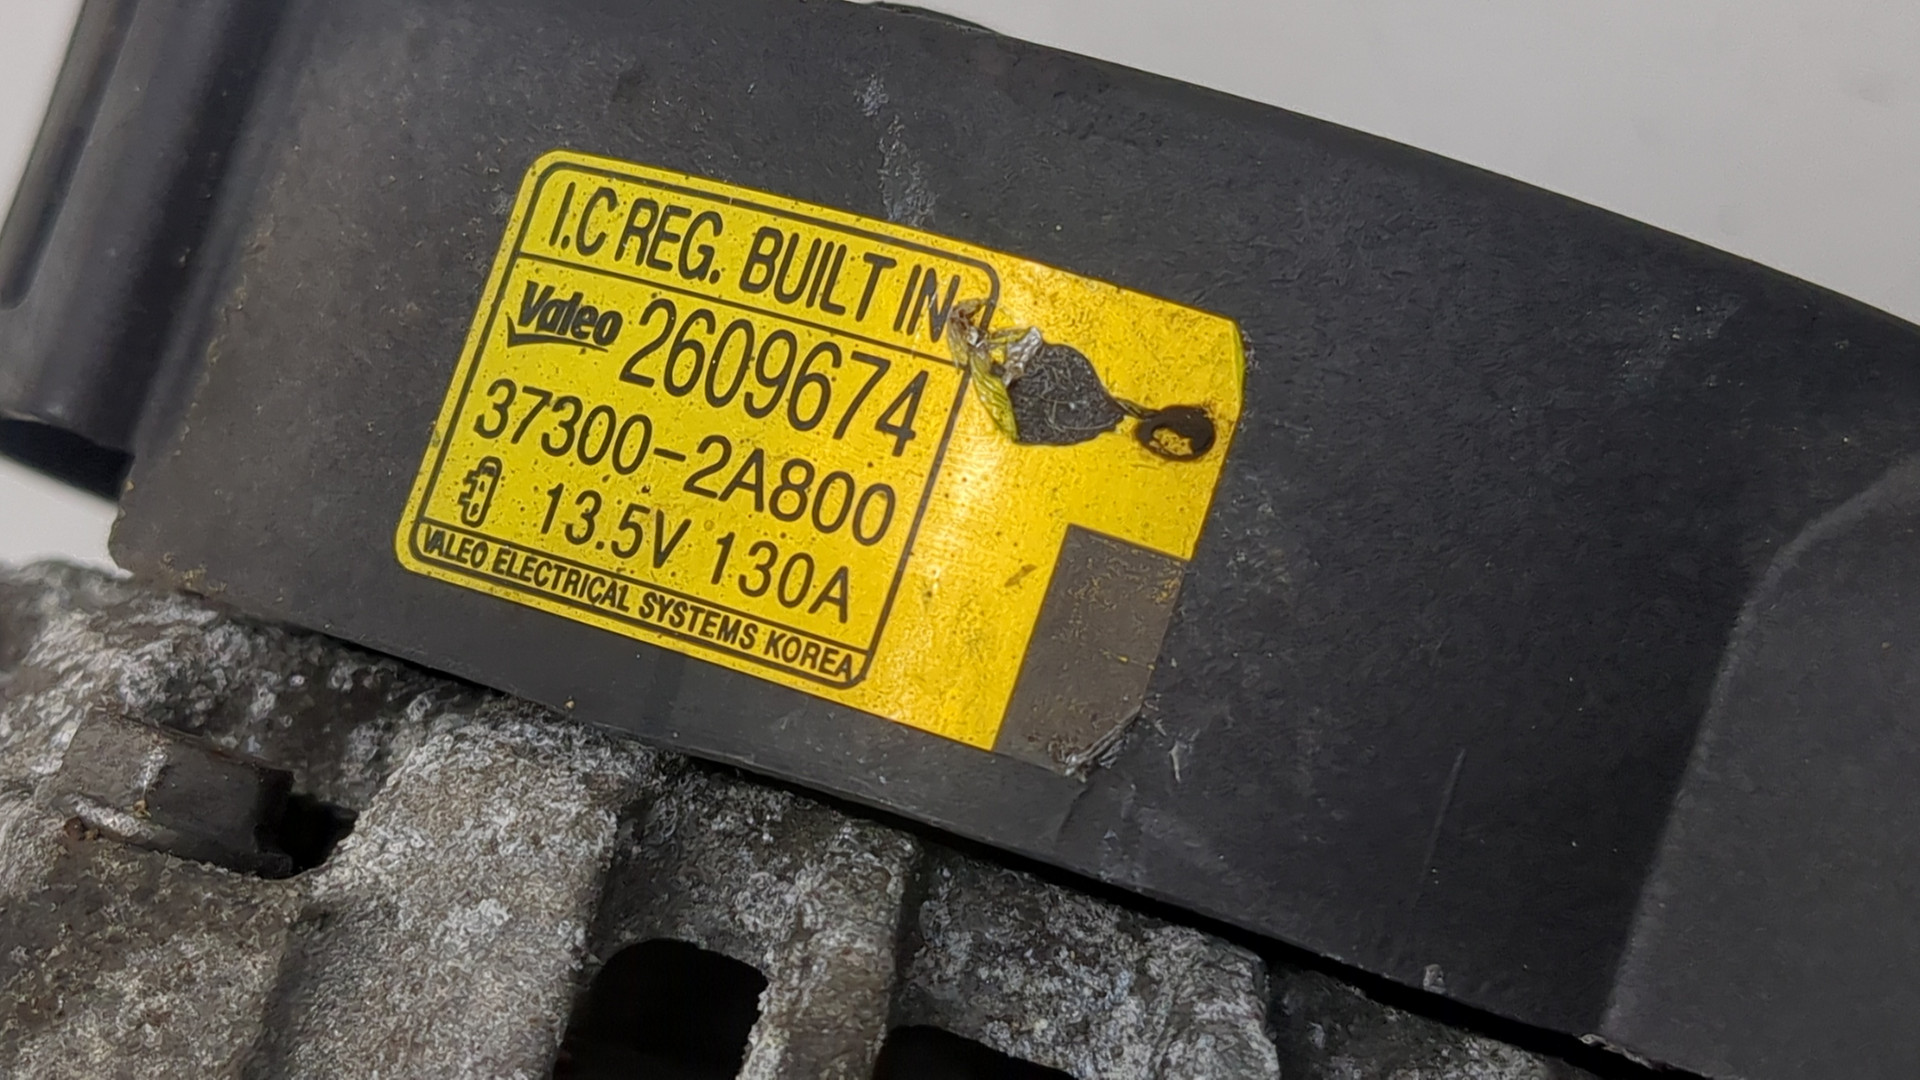 I.C REG. BUILT IN
Valeo 2609674
37300-2A800
13.5V 130A
VALEO ELECTRICAL SYSTEMS KOREA